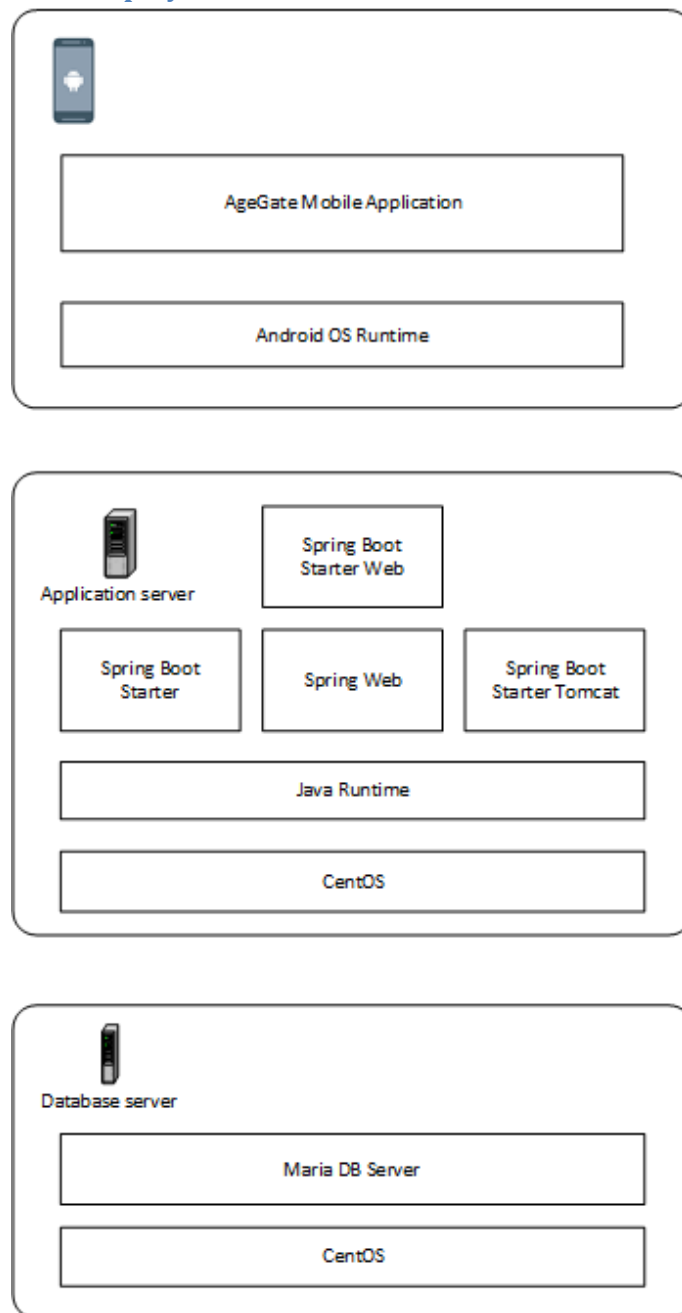 AgeGate Mobile Application
Android OS Runtime
Spring Boot
Starter Web
Application server
Spring Boot
Starter
Spring Web
Spring Boot
Starter Tomcat
Java Runtime
CentOS
Database server
Maria DB Server
CentOS